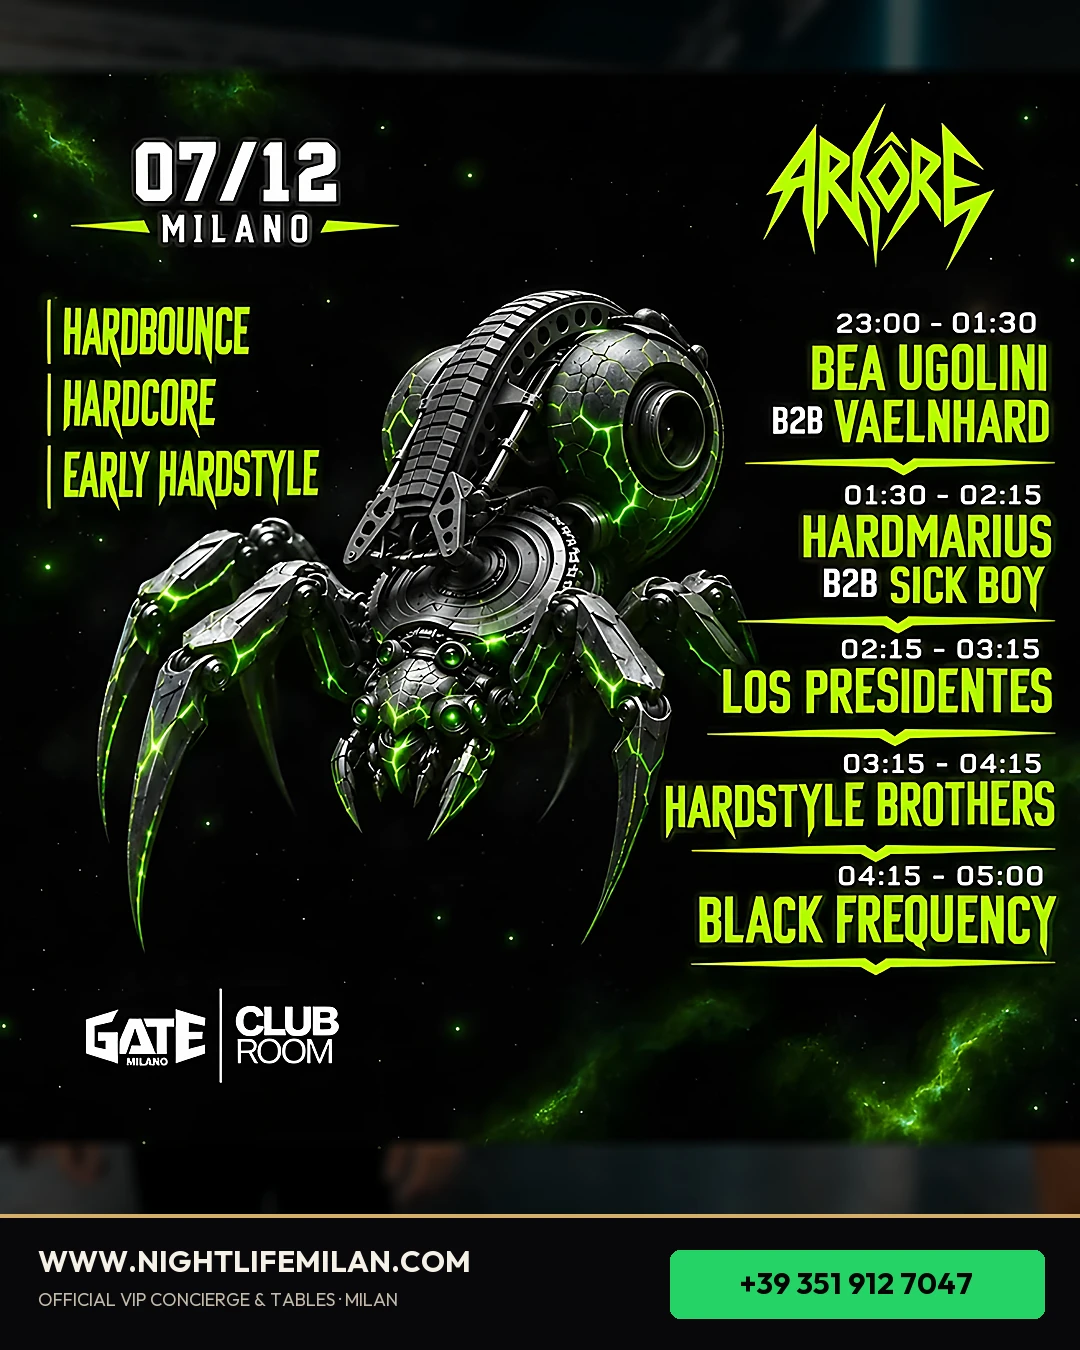 07/12
MILANO
ARKÔRE
HARDBOUNCE
HARDCORE
EARLY HARDSTYLE
23:00 - 01:30
BEA UGOLINI
B2B VAELNHARD
01:30 - 02:15
HARDMARIUS
B2B SICK BOY
02:15 - 03:15
LOS PRESIDENTES
03:15 - 04:15
HARDSTYLE BROTHERS
04:15 - 05:00
BLACK FREQUENCY
GATE
MILANO
CLUB
ROOM
WWW.NIGHTLIFEMILAN.COM
OFFICIAL VIP CONCIERGE & TABLES · MILAN
+39 351 912 7047